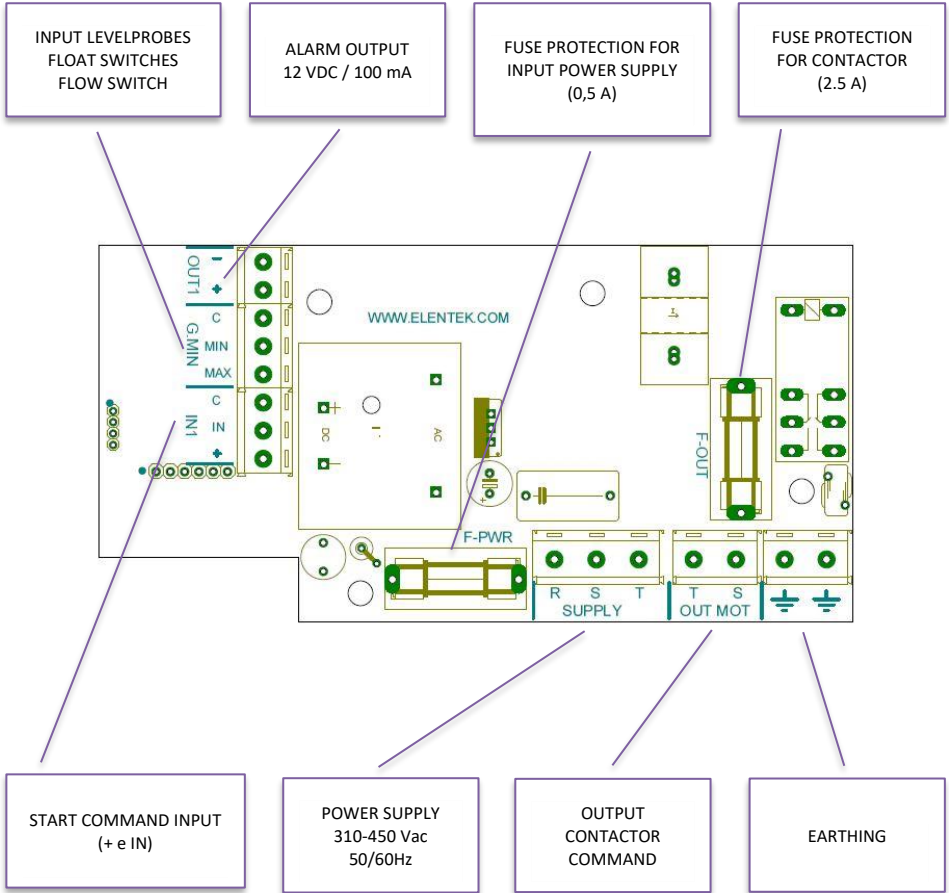 INPUT LEVELPROBES
FLOAT SWITCHES
FLOW SWITCH
ALARM OUTPUT
12 VDC / 100 mA
FUSE PROTECTION FOR
INPUT POWER SUPPLY
(0,5 A)
FUSE PROTECTION
FOR CONTACTOR
(2.5 A)
OUT1
-
+
G.MIN
C
MIN
MAX
IN1
C
IN
+
WWW.ELENTEK.COM
+
DC
-
AC
+
F-OUT
F-PWR
R S T
SUPPLY
T S
OUT MOT
START COMMAND INPUT
(+ e IN)
POWER SUPPLY
310-450 Vac
50/60Hz
OUTPUT
CONTACTOR
COMMAND
EARTHING